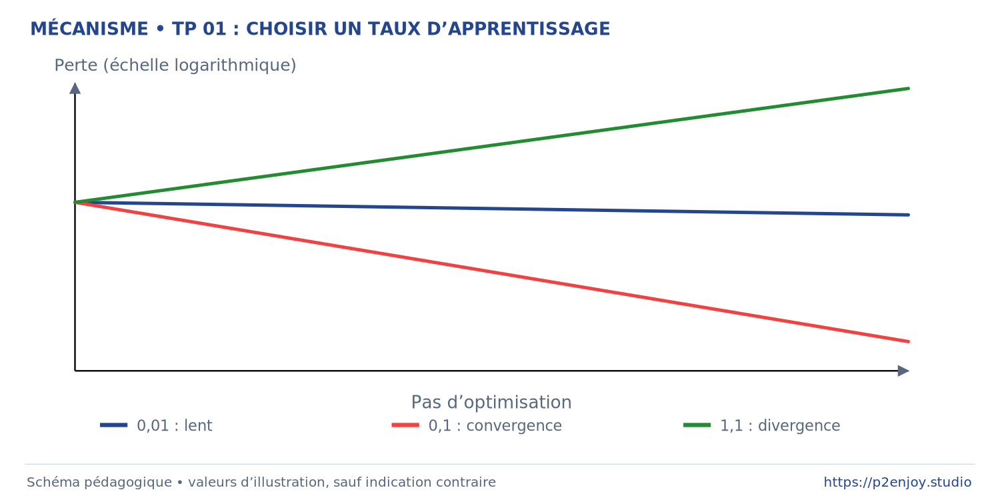 MÉCANISME • TP 01 : CHOISIR UN TAUX D’APPRENTISSAGE
Perte (échelle logarithmique)
Pas d’optimisation
0,01 : lent
0,1 : convergence
1,1 : divergence
Schéma pédagogique • valeurs d’illustration, sauf indication contraire
https://p2enjoy.studio